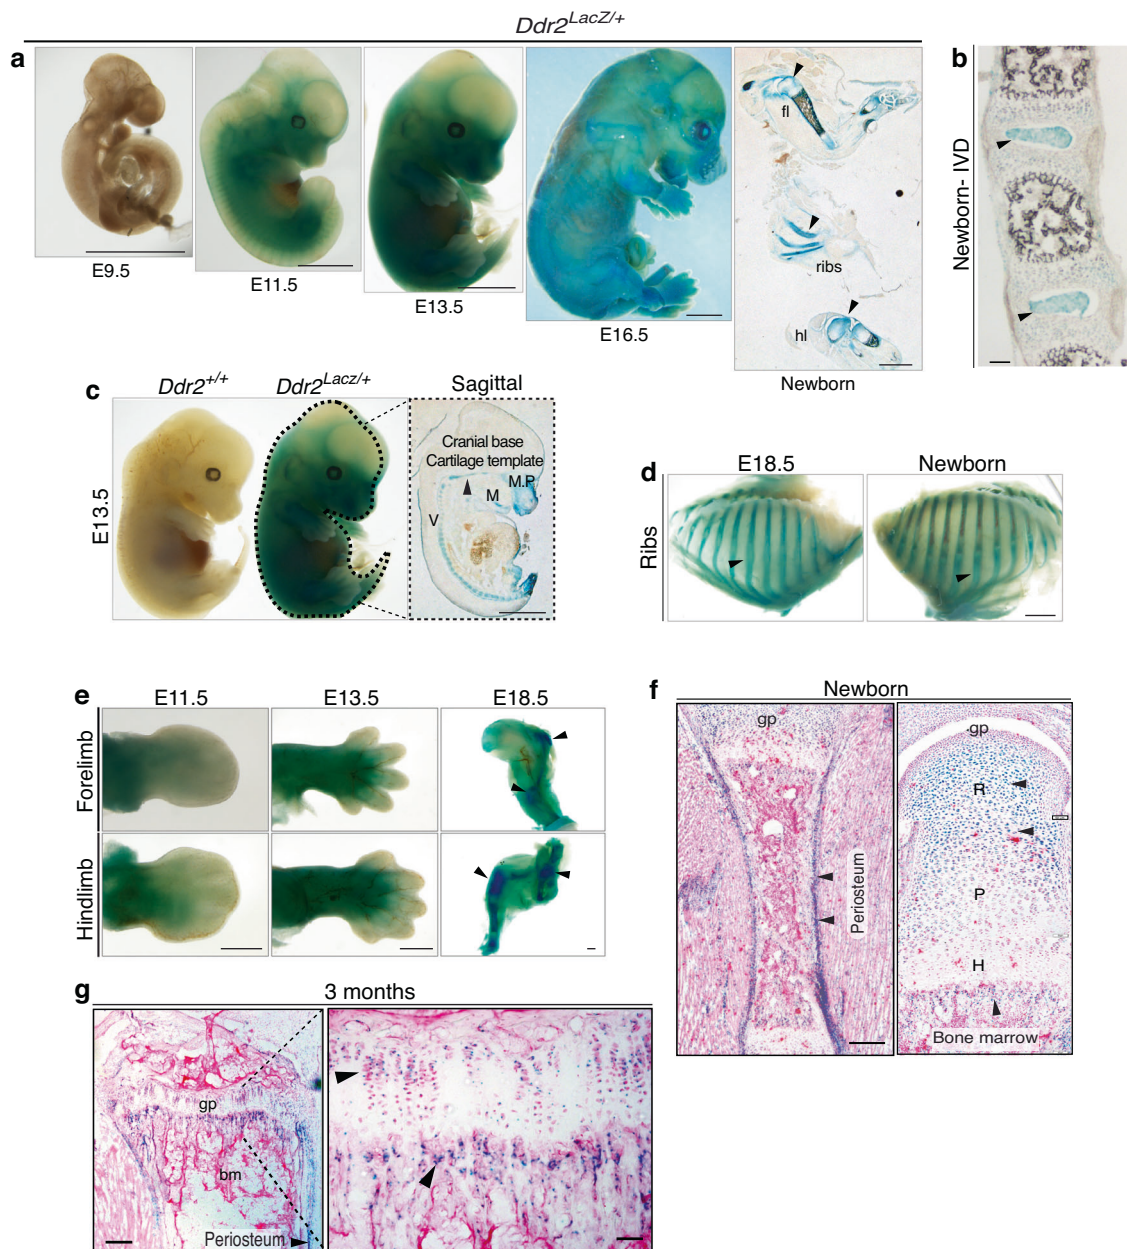 Ddr2LacZ/+
a
E9.5
E11.5
E13.5
E16.5
fl
ribs
hl
Newborn
b
Newborn- IVD
c
Ddr2+/+
Ddr2Lacz/+
Sagittal
E13.5
Cranial base
Cartilage template
M.P
M
V
d
E18.5
Newborn
Ribs
e
E11.5
E13.5
E18.5
Forelimb
Hindlimb
f
Newborn
gp
Periosteum
gp
R
P
H
Bone marrow
g
3 months
gp
bm
Periosteum